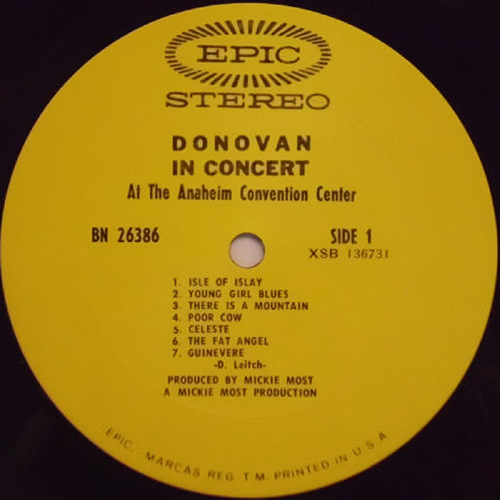 EPIC
STEREO
DONOVAN
IN CONCERT
At The Anaheim Convention Center
BN 26386
SIDE 1
XSB 136731
1. ISLE OF ISLAY
2. YOUNG GIRL BLUES
3. THERE IS A MOUNTAIN
4. POOR COW
5. CELESTE
6. THE FAT ANGEL
7. GUINEVERE
-D. Leitch-
PRODUCED BY MICKIE MOST
A MICKIE MOST PRODUCTION
EPIC. - MARCAS REG. T.M. PRINTED IN U.S.A.